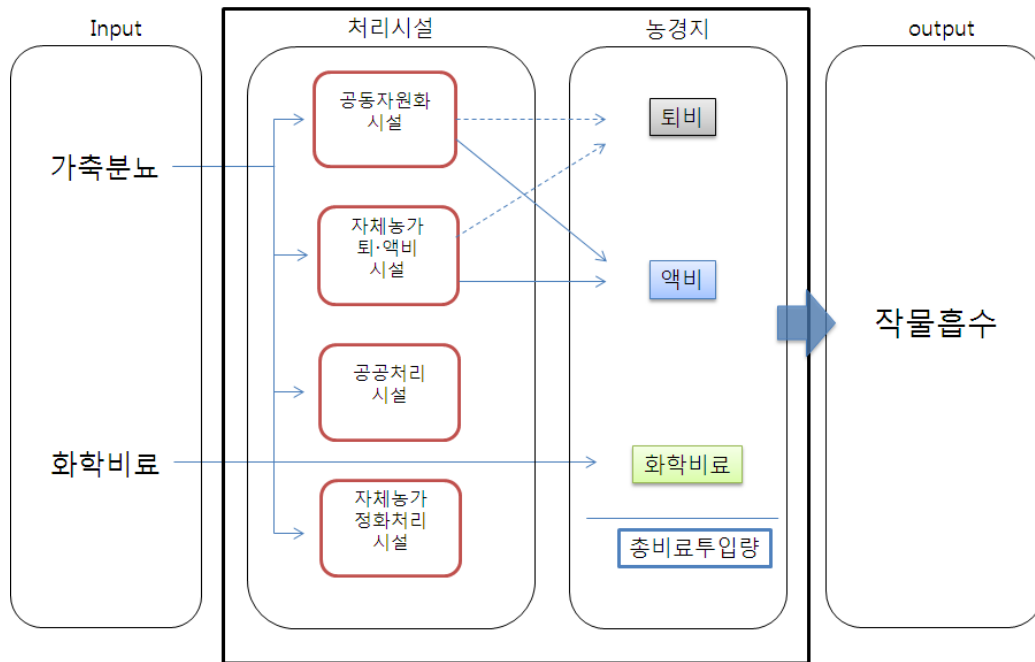 Input
처리시설
농경지
output
가축분뇨
화학비료
공동자원화
시설
자체농가
퇴·액비
시설
공공처리
시설
자체농가
정화처리
시설
퇴비
액비
화학비료
총비료투입량
작물흡수